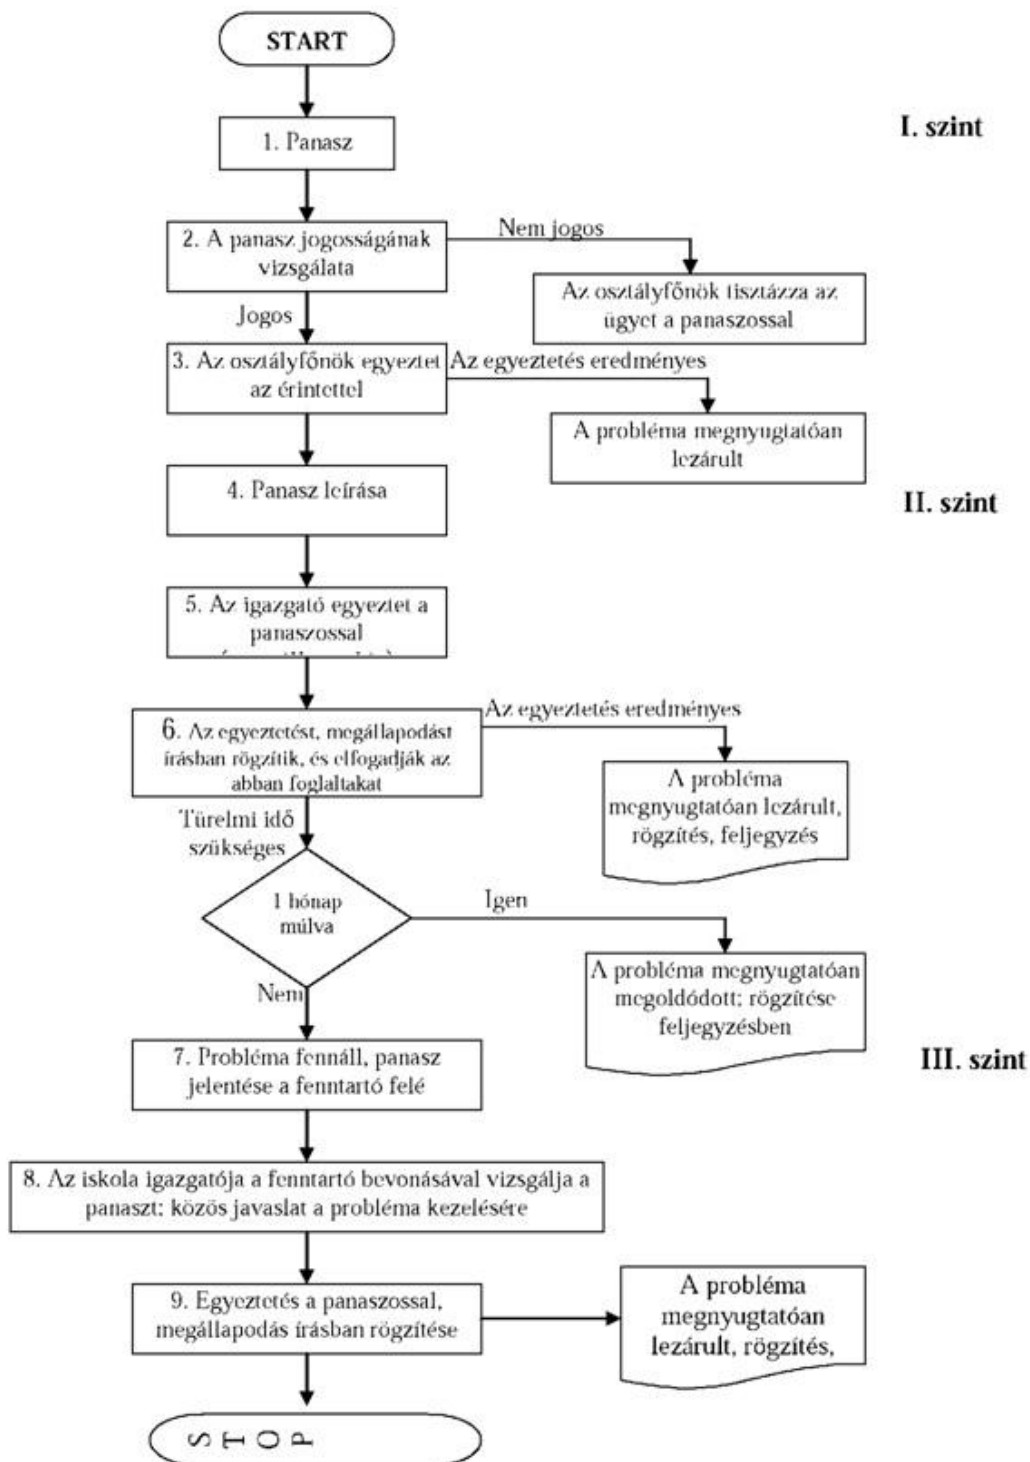 START
I. szint
1. Panasz
Nem jogos
2. A panasz jogosságának
vizsgálata
Az osztályfőnök tisztázza az
ügyet a panaszossal
Jogos
3. Az osztályfőnök egyeztet
az érintettel
Az egyeztetés eredményes
A probléma megnyugtatóan
lezárult
4. Panasz leírása
II. szint
5. Az igazgató egyeztet a
panaszossal
Az egyeztetés eredményes
6. Az egyeztetést, megállapodást
írásban rögzítik, és elfogadják az
abban foglaltakat
A probléma
megnyugtatóan lezárult,
rögzítés, feljegyzés
Türelmi idő
szükséges
1 hónap
múlva
Igen
A probléma megnyugtatóan
megoldódott; rögzítése
feljegyzésben
Nem
7. Probléma fennáll, panasz
jelentése a fenntartó felé
III. szint
8. Az iskola igazgatója a fenntartó bevonásával vizsgálja a
panaszt; közös javaslat a probléma kezelésére
9. Egyeztetés a panaszossal,
megállapodás írásban rögzítése
A probléma
megnyugtatóan
lezárult, rögzítés,
STOP